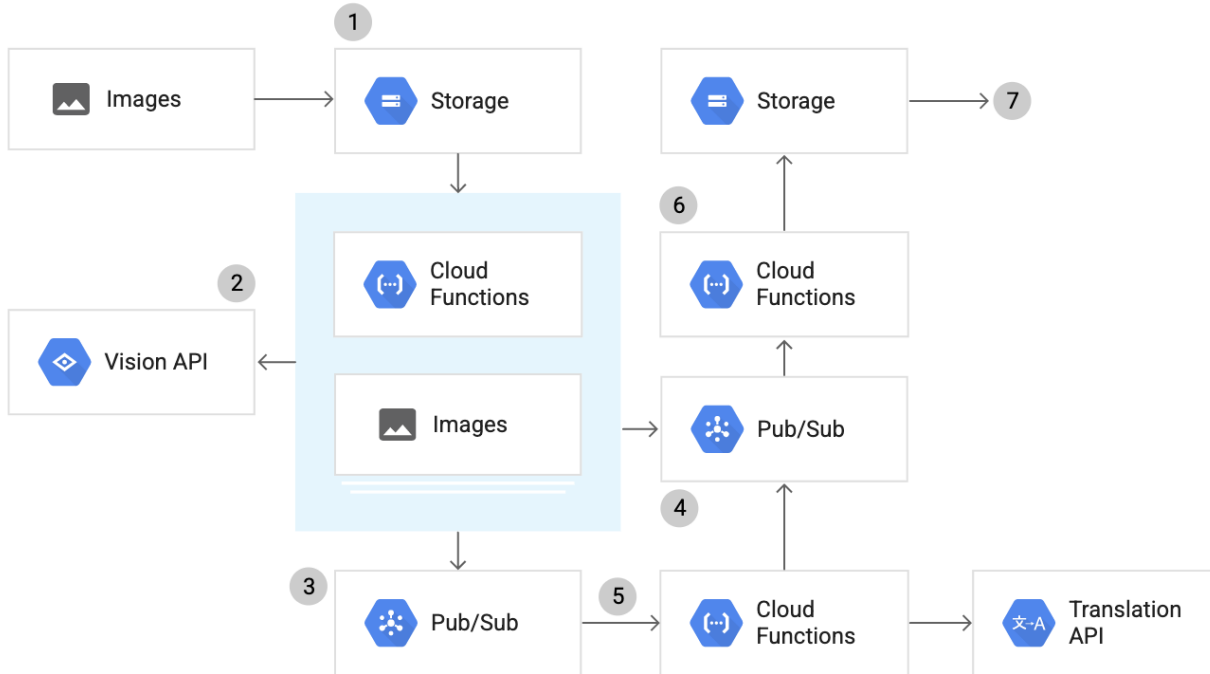 1
Images
Storage
Storage
7
6
Cloud
Functions
Cloud
Functions
2
Vision API
Images
Pub/Sub
4
3
Pub/Sub
5
Cloud
Functions
文→A
Translation
API